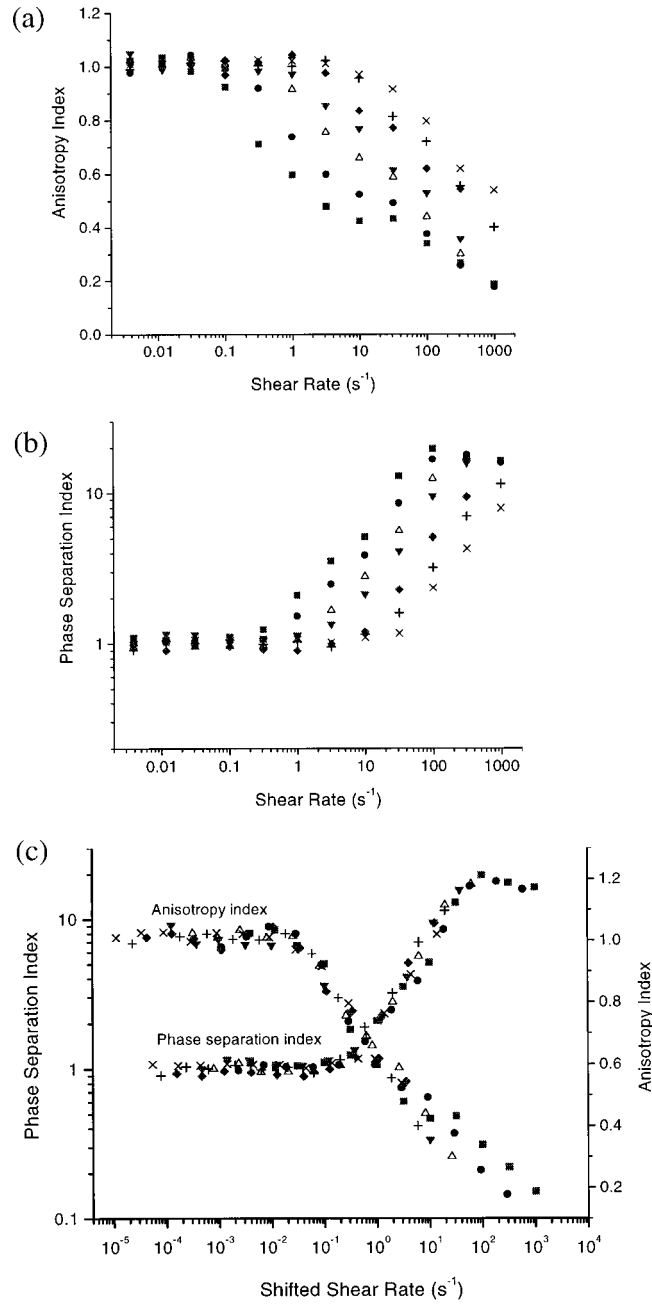 (a)
1.2
1.0
0.8
0.6
0.4
0.2
0.0
Anisotropy Index
0.01 0.1 1 10 100 1000
Shear Rate (s⁻¹)
(b)
10
1
Phase Separation Index
0.01 0.1 1 10 100 1000
Shear Rate (s⁻¹)
(c)
10
1
0.1
Phase Separation Index
Anisotropy index
Phase separation index
1.2
1.0
0.8
0.6
0.4
0.2
Anisotropy Index
10⁻⁵ 10⁻⁴ 10⁻³ 10⁻² 10⁻¹ 10⁰ 10¹ 10² 10³ 10⁴
Shifted Shear Rate (s⁻¹)